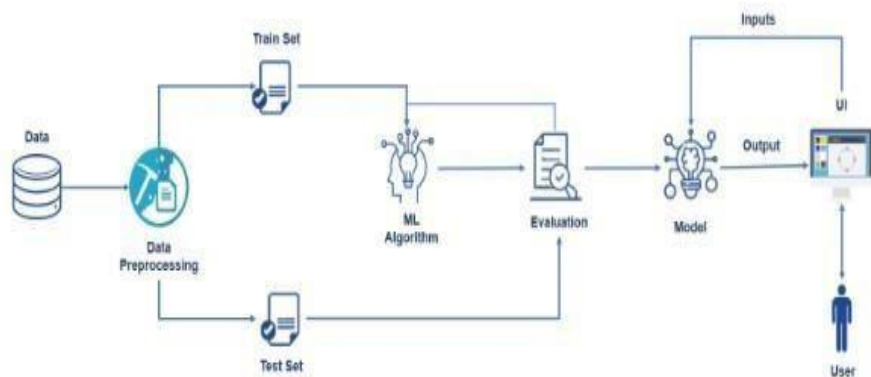 Inputs
Train Set
UI
Data
Output
ML
Algorithm
Evaluation
Model
Data
Preprocessing
Test Set
User